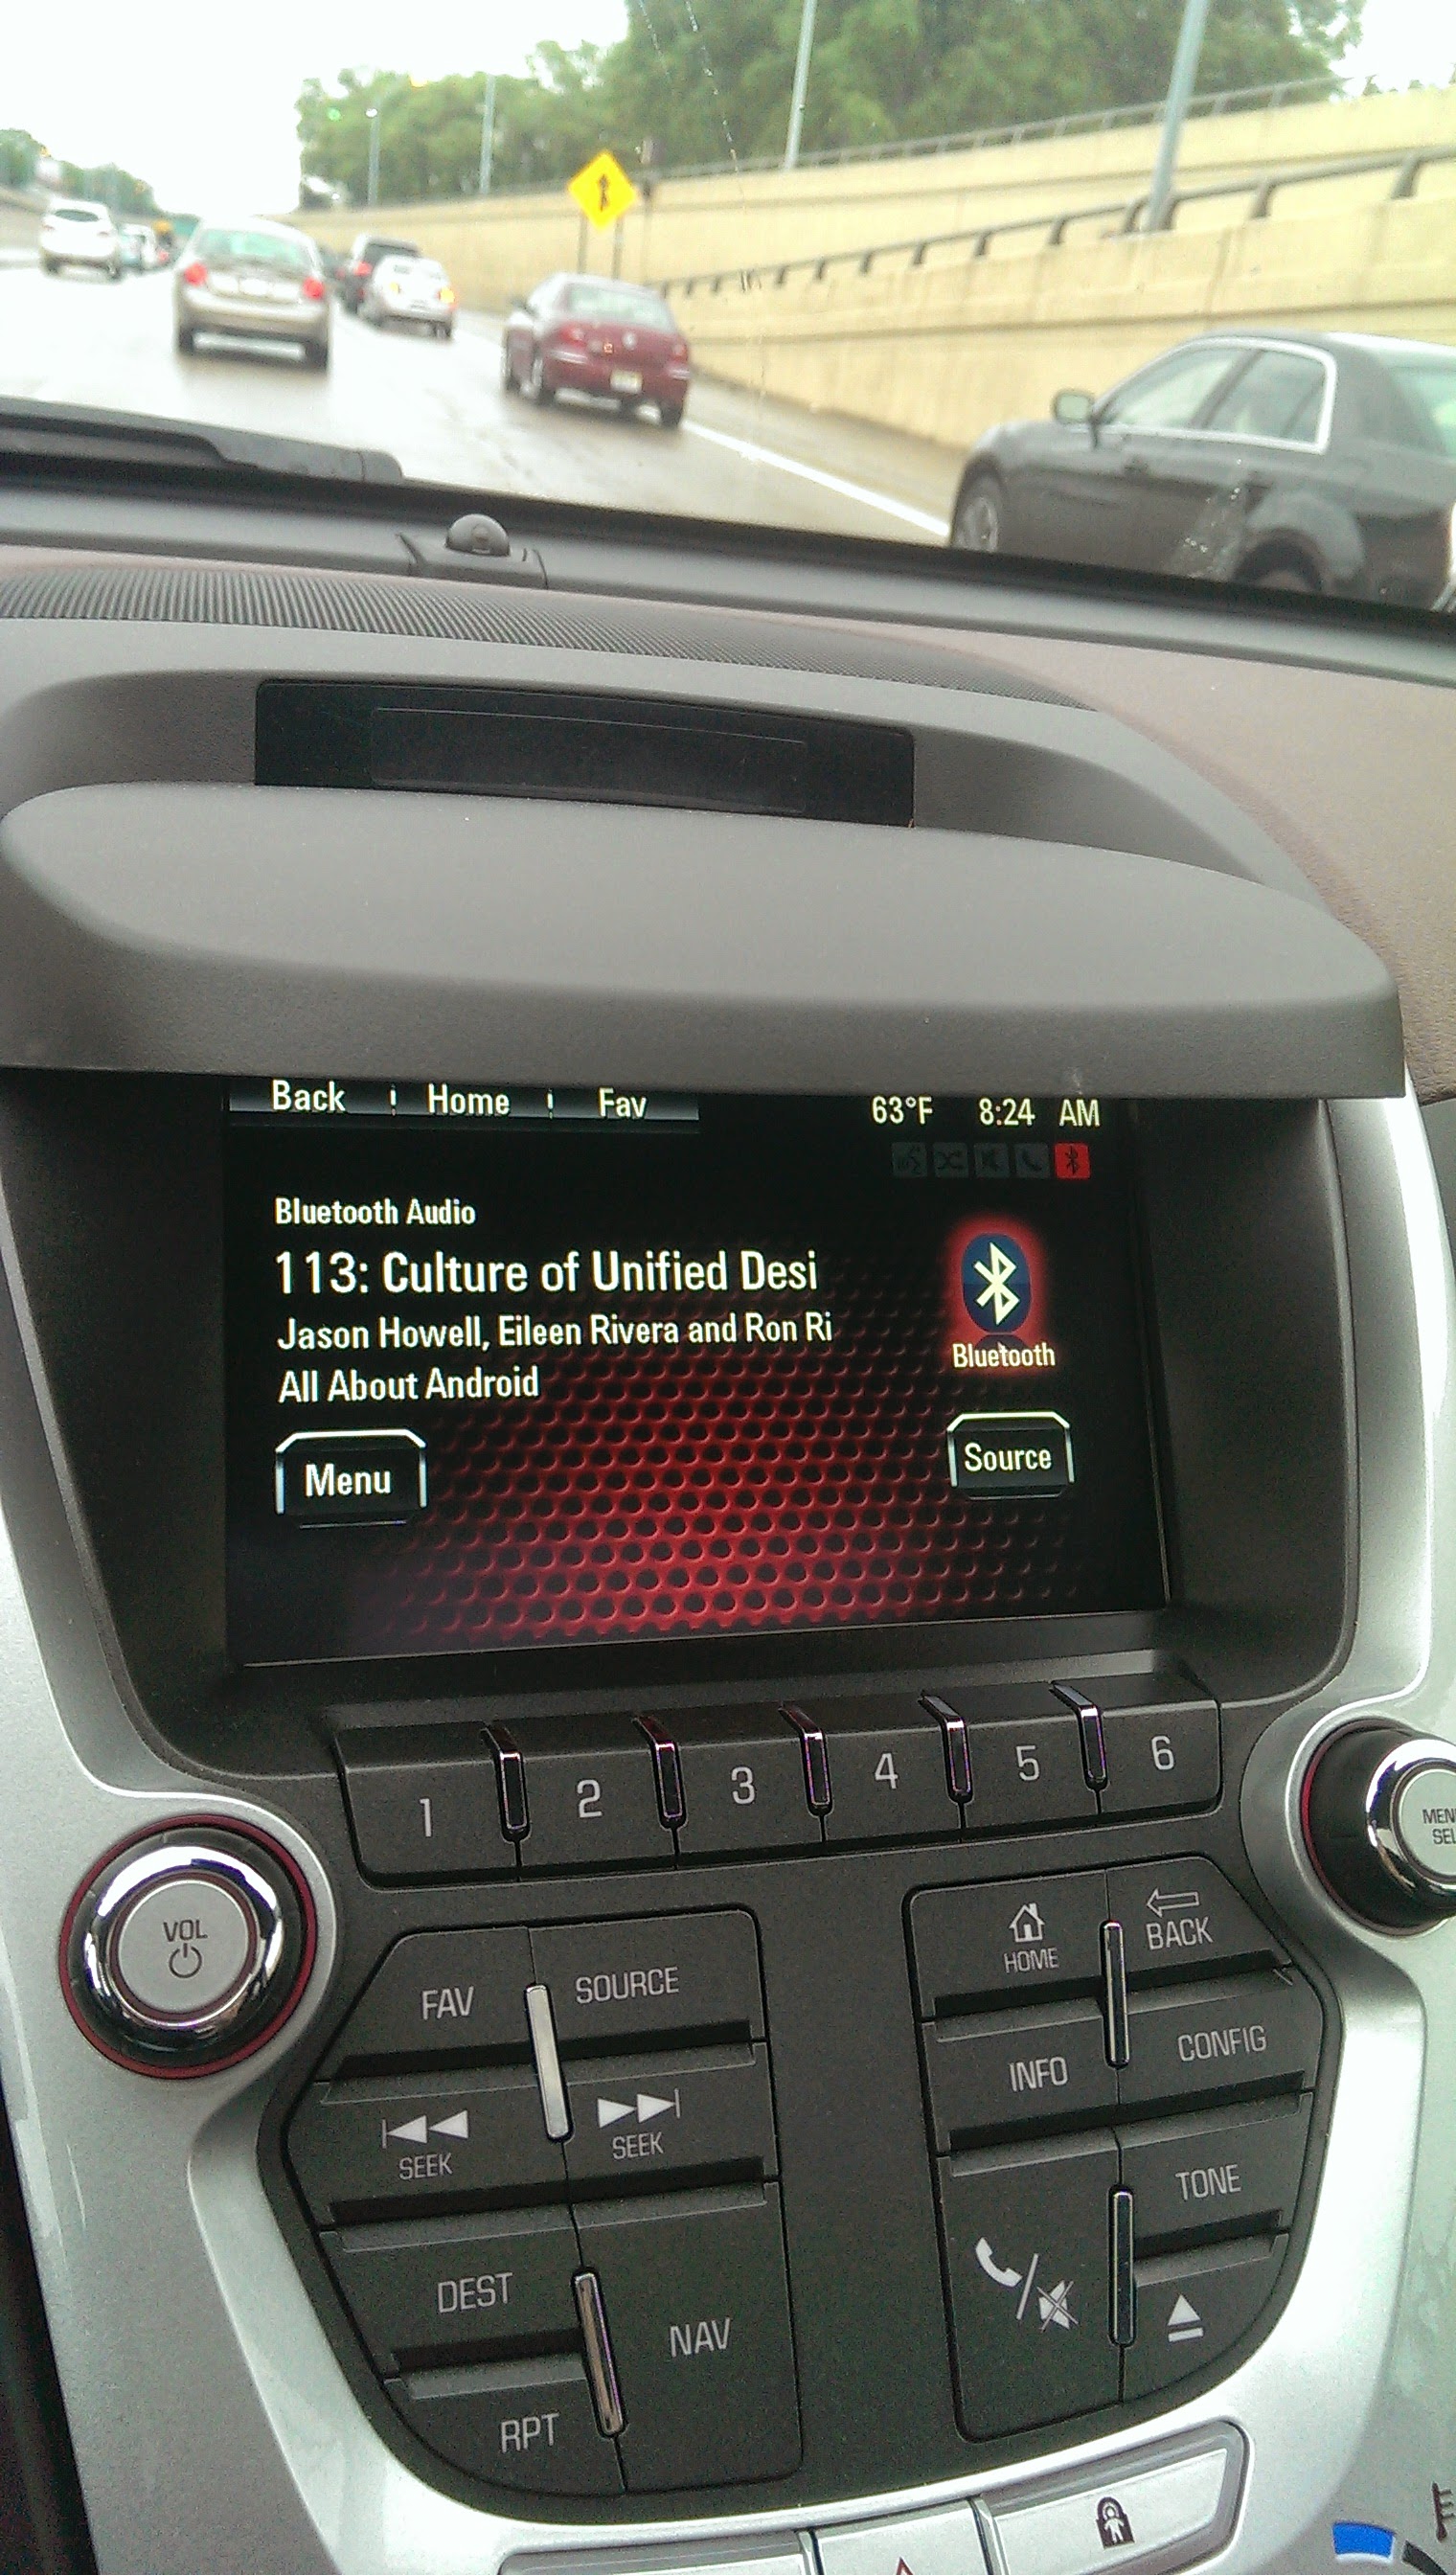 Back Home Fav 63°F 8:24 AM
Bluetooth Audio
113: Culture of Unified Desi
Jason Howell, Eileen Rivera and Ron Ri
All About Android
Bluetooth
Menu
Source
1 2 3 4 5 6
VOL
FAV
SOURCE
SEEK
SEEK
DEST
NAV
RPT
HOME
BACK
INFO
CONFIG
TONE
MEN
SEL